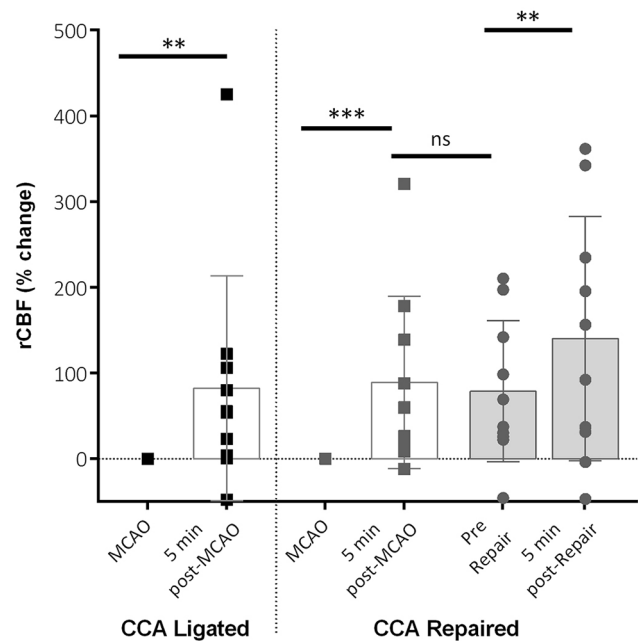 500
400
300
200
100
0
rCBF (% change)
**
***
ns
**
MCAO
5 min
post-MCAO
MCAO
5 min
post-MCAO
Pre
Repair
5 min
post-Repair
CCA Ligated
CCA Repaired